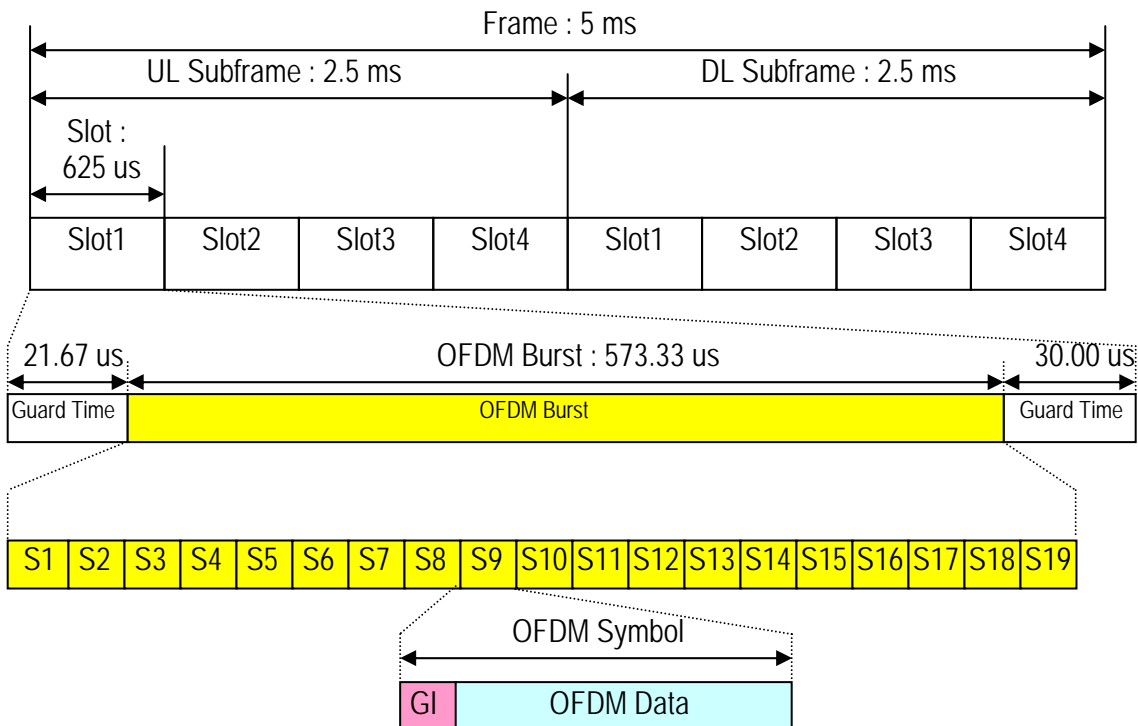 Frame : 5 ms
UL Subframe : 2.5 ms
DL Subframe : 2.5 ms
Slot :
625 us
Slot1 Slot2 Slot3 Slot4 Slot1 Slot2 Slot3 Slot4
21.67 us OFDM Burst : 573.33 us 30.00 us
Guard Time OFDM Burst Guard Time
S1 S2 S3 S4 S5 S6 S7 S8 S9 S10 S11 S12 S13 S14 S15 S16 S17 S18 S19
OFDM Symbol
GI OFDM Data